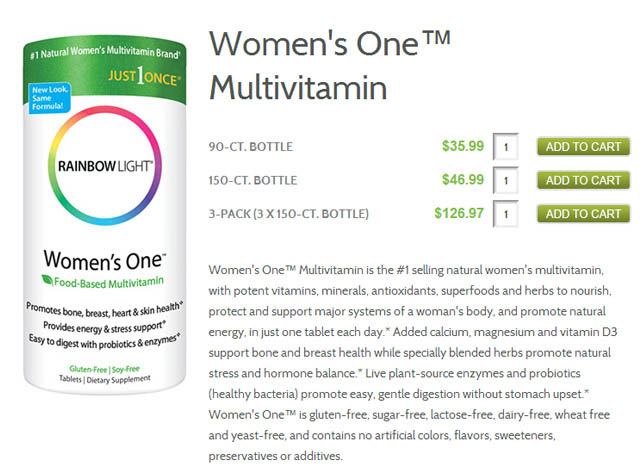 #1 Natural Women's Multivitamin Brand*
JUST1ONCE™
New Look,
Same
Formula!
RAINBOW LIGHT®
Women's One™
Food-Based Multivitamin
Promotes bone, breast, heart & skin health*
Provides energy & stress support*
Easy to digest with probiotics & enzymes*
Gluten-Free | Soy-Free
Tablets | Dietary Supplement
Women's One™
Multivitamin
90-CT. BOTTLE $35.99 1 ADD TO CART
150-CT. BOTTLE $46.99 1 ADD TO CART
3-PACK (3 X 150-CT. BOTTLE) $126.97 1 ADD TO CART
Women's One™ Multivitamin is the #1 selling natural women's multivitamin,
with potent vitamins, minerals, antioxidants, superfoods and herbs to nourish,
protect and support major systems of a woman's body, and promote natural
energy, in just one tablet each day.* Added calcium, magnesium and vitamin D3
support bone and breast health while specially blended herbs promote natural
stress and hormone balance.* Live plant-source enzymes and probiotics
(healthy bacteria) promote easy, gentle digestion without stomach upset.*
Women's One™ is gluten-free, sugar-free, lactose-free, dairy-free, wheat free
and yeast-free, and contains no artificial colors, flavors, sweeteners,
preservatives or additives.